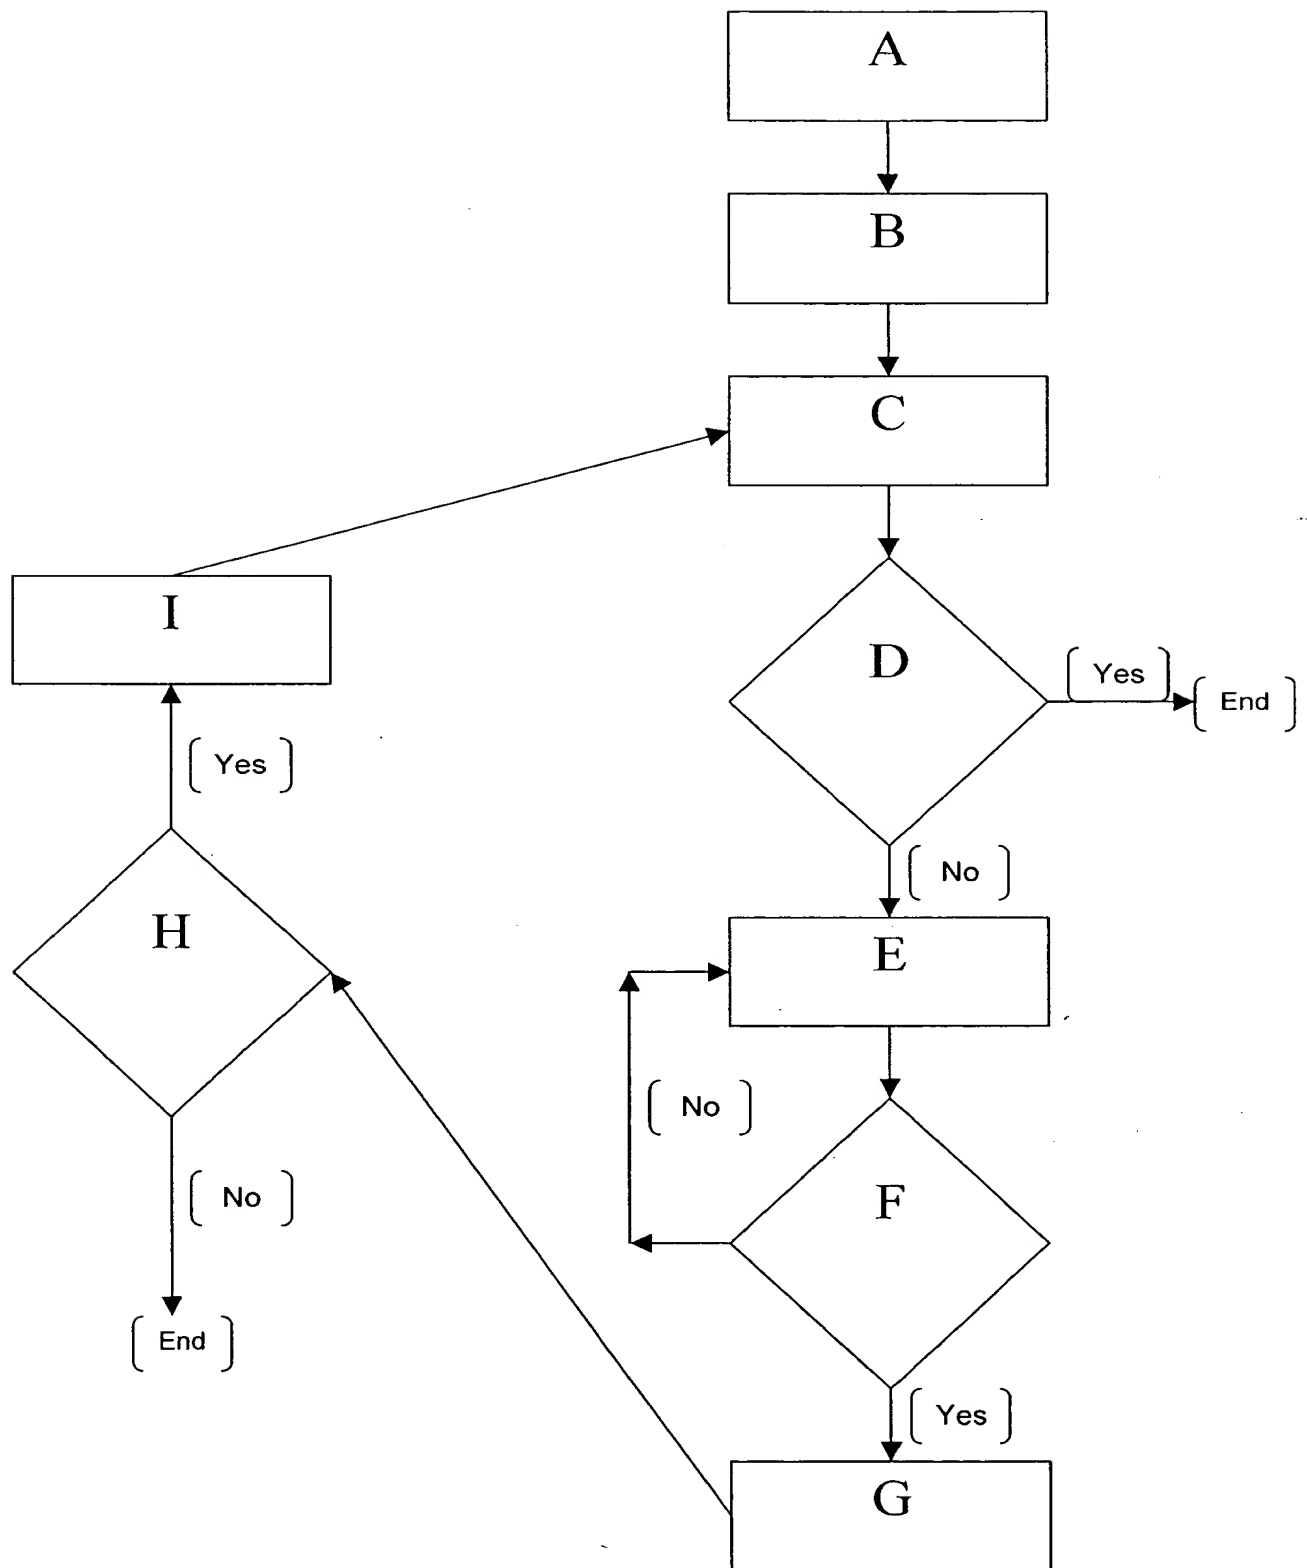 A
B
C
I
D
[ Yes ]
[ End ]
[ Yes ]
[ No ]
H
E
[ No ]
[ No ]
F
[ End ]
[ Yes ]
G